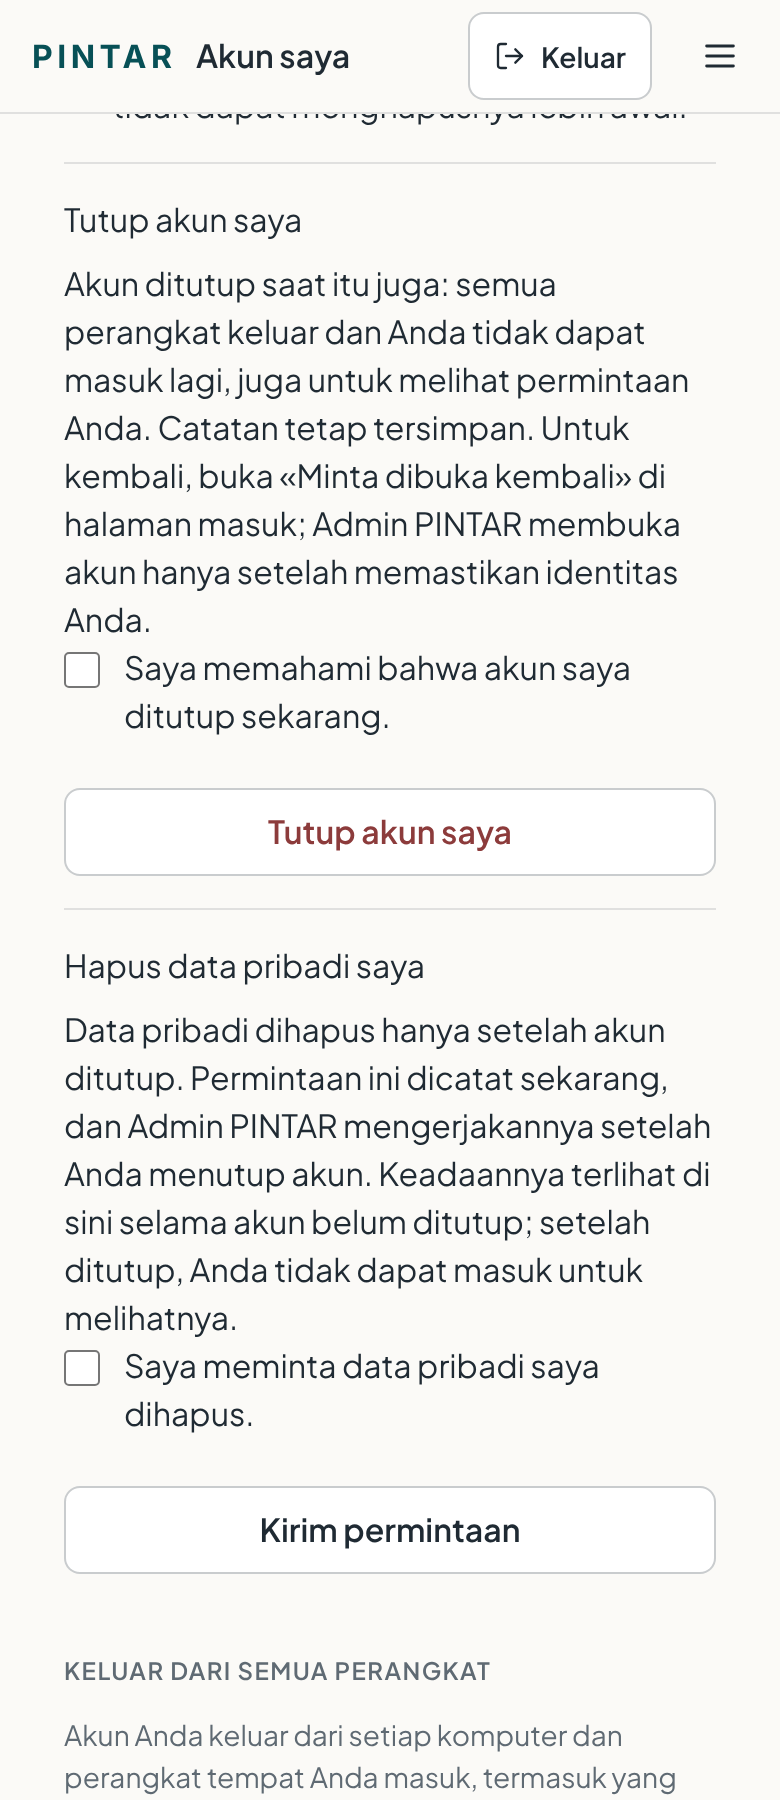 PINTAR Akun saya
Keluar
tidak dapat menghapusnya lebih awal.
Tutup akun saya
Akun ditutup saat itu juga: semua
perangkat keluar dan Anda tidak dapat
masuk lagi, juga untuk melihat permintaan
Anda. Catatan tetap tersimpan. Untuk
kembali, buka «Minta dibuka kembali» di
halaman masuk; Admin PINTAR membuka
akun hanya setelah memastikan identitas
Anda.
Saya memahami bahwa akun saya
ditutup sekarang.
Tutup akun saya
Hapus data pribadi saya
Data pribadi dihapus hanya setelah akun
ditutup. Permintaan ini dicatat sekarang,
dan Admin PINTAR mengerjakannya setelah
Anda menutup akun. Keadaannya terlihat di
sini selama akun belum ditutup; setelah
ditutup, Anda tidak dapat masuk untuk
melihatnya.
Saya meminta data pribadi saya
dihapus.
Kirim permintaan
KELUAR DARI SEMUA PERANGKAT
Akun Anda keluar dari setiap komputer dan
perangkat tempat Anda masuk, termasuk yang